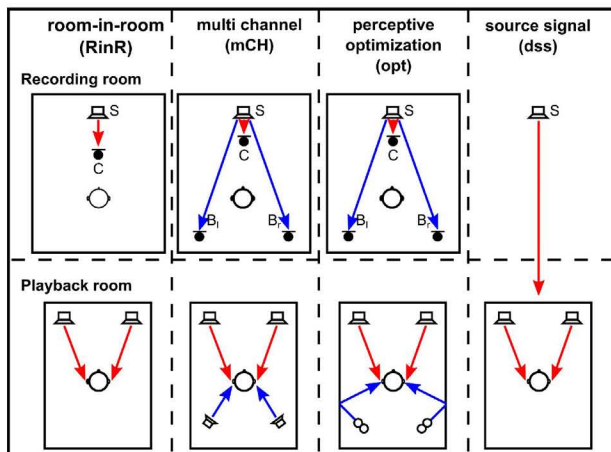 room-in-room
(RinR)
multi channel
(mCH)
perceptive
optimization
(opt)
source signal
(dss)
Recording room
S
C
S
C
Bl
Br
S
C
Bl
Br
S
Playback room